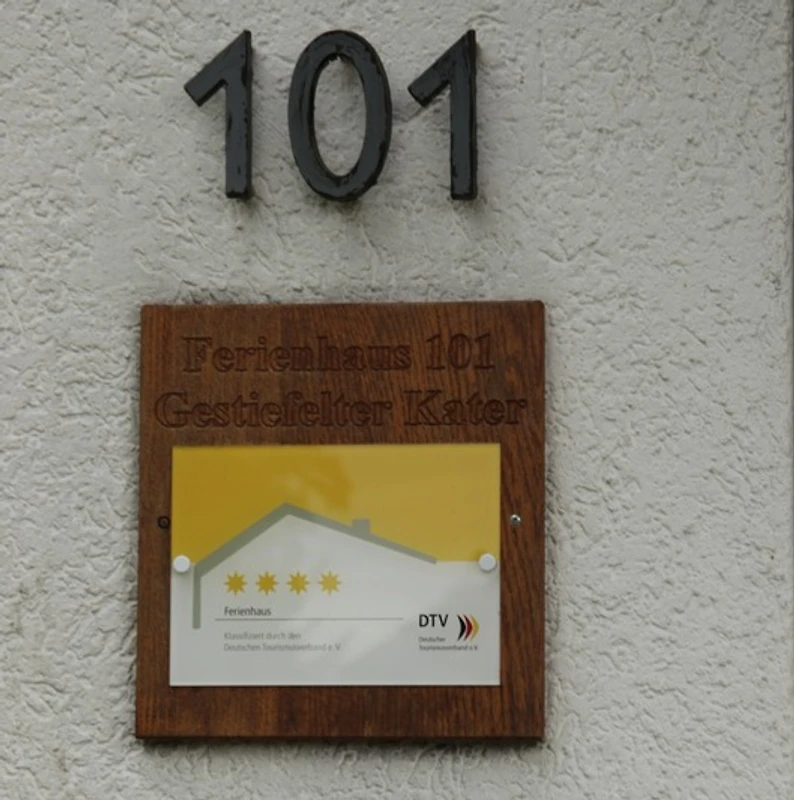 101
Ferienhaus 101
Gestiefelter Kater
Ferienhaus
Klassifiziert durch den
Deutschen Tourismusverband e.V.
DTV
Deutscher
Tourismusverband e.V.